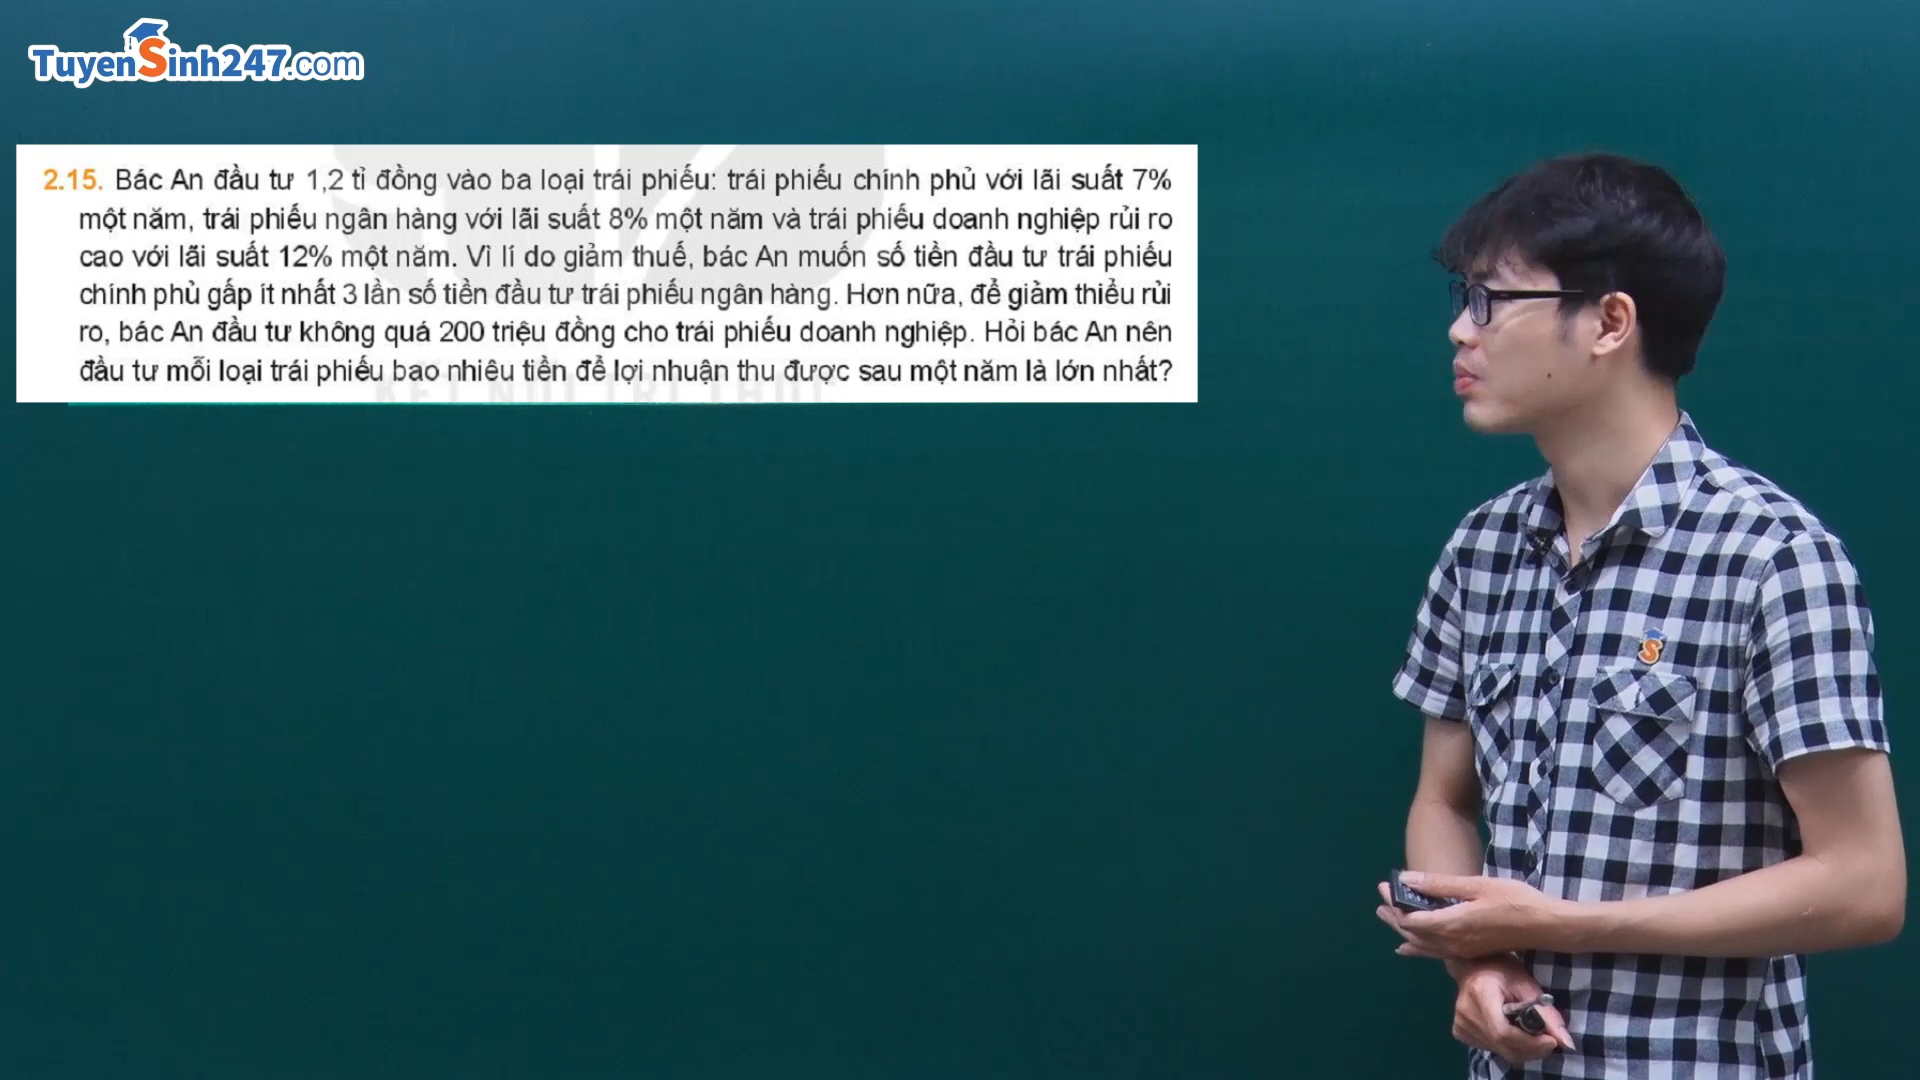 TuyenSinh247.com
2.15. Bác An đầu tư 1,2 tỉ đồng vào ba loại trái phiếu: trái phiếu chính phủ với lãi suất 7%
một năm, trái phiếu ngân hàng với lãi suất 8% một năm và trái phiếu doanh nghiệp rủi ro
cao với lãi suất 12% một năm. Vì lí do giảm thuế, bác An muốn số tiền đầu tư trái phiếu
chính phủ gấp ít nhất 3 lần số tiền đầu tư trái phiếu ngân hàng. Hơn nữa, để giảm thiểu rủi
ro, bác An đầu tư không quá 200 triệu đồng cho trái phiếu doanh nghiệp. Hỏi bác An nên
đầu tư mỗi loại trái phiếu bao nhiêu tiền để lợi nhuận thu được sau một năm là lớn nhất?
KẾT NỐI TRI THỨC
S